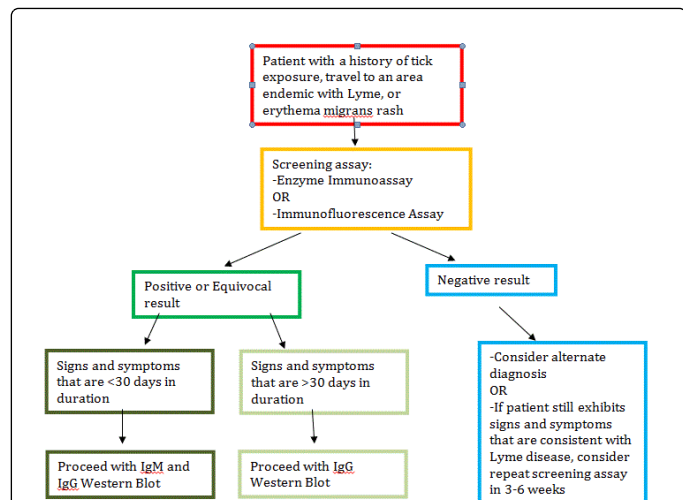 Patient with a history of tick
exposure, travel to an area
endemic with Lyme, or
erythema migrans rash
Screening assay:
-Enzyme Immunoassay
OR
-Immunofluorescence Assay
Positive or Equivocal
result
Negative result
Signs and symptoms
that are <30 days in
duration
Signs and symptoms
that are >30 days in
duration
-Consider alternate
diagnosis
OR
-If patient still exhibits
signs and symptoms
that are consistent with
Lyme disease, consider
repeat screening assay
in 3-6 weeks
Proceed with IgM and
IgG Western Blot
Proceed with IgG
Western Blot